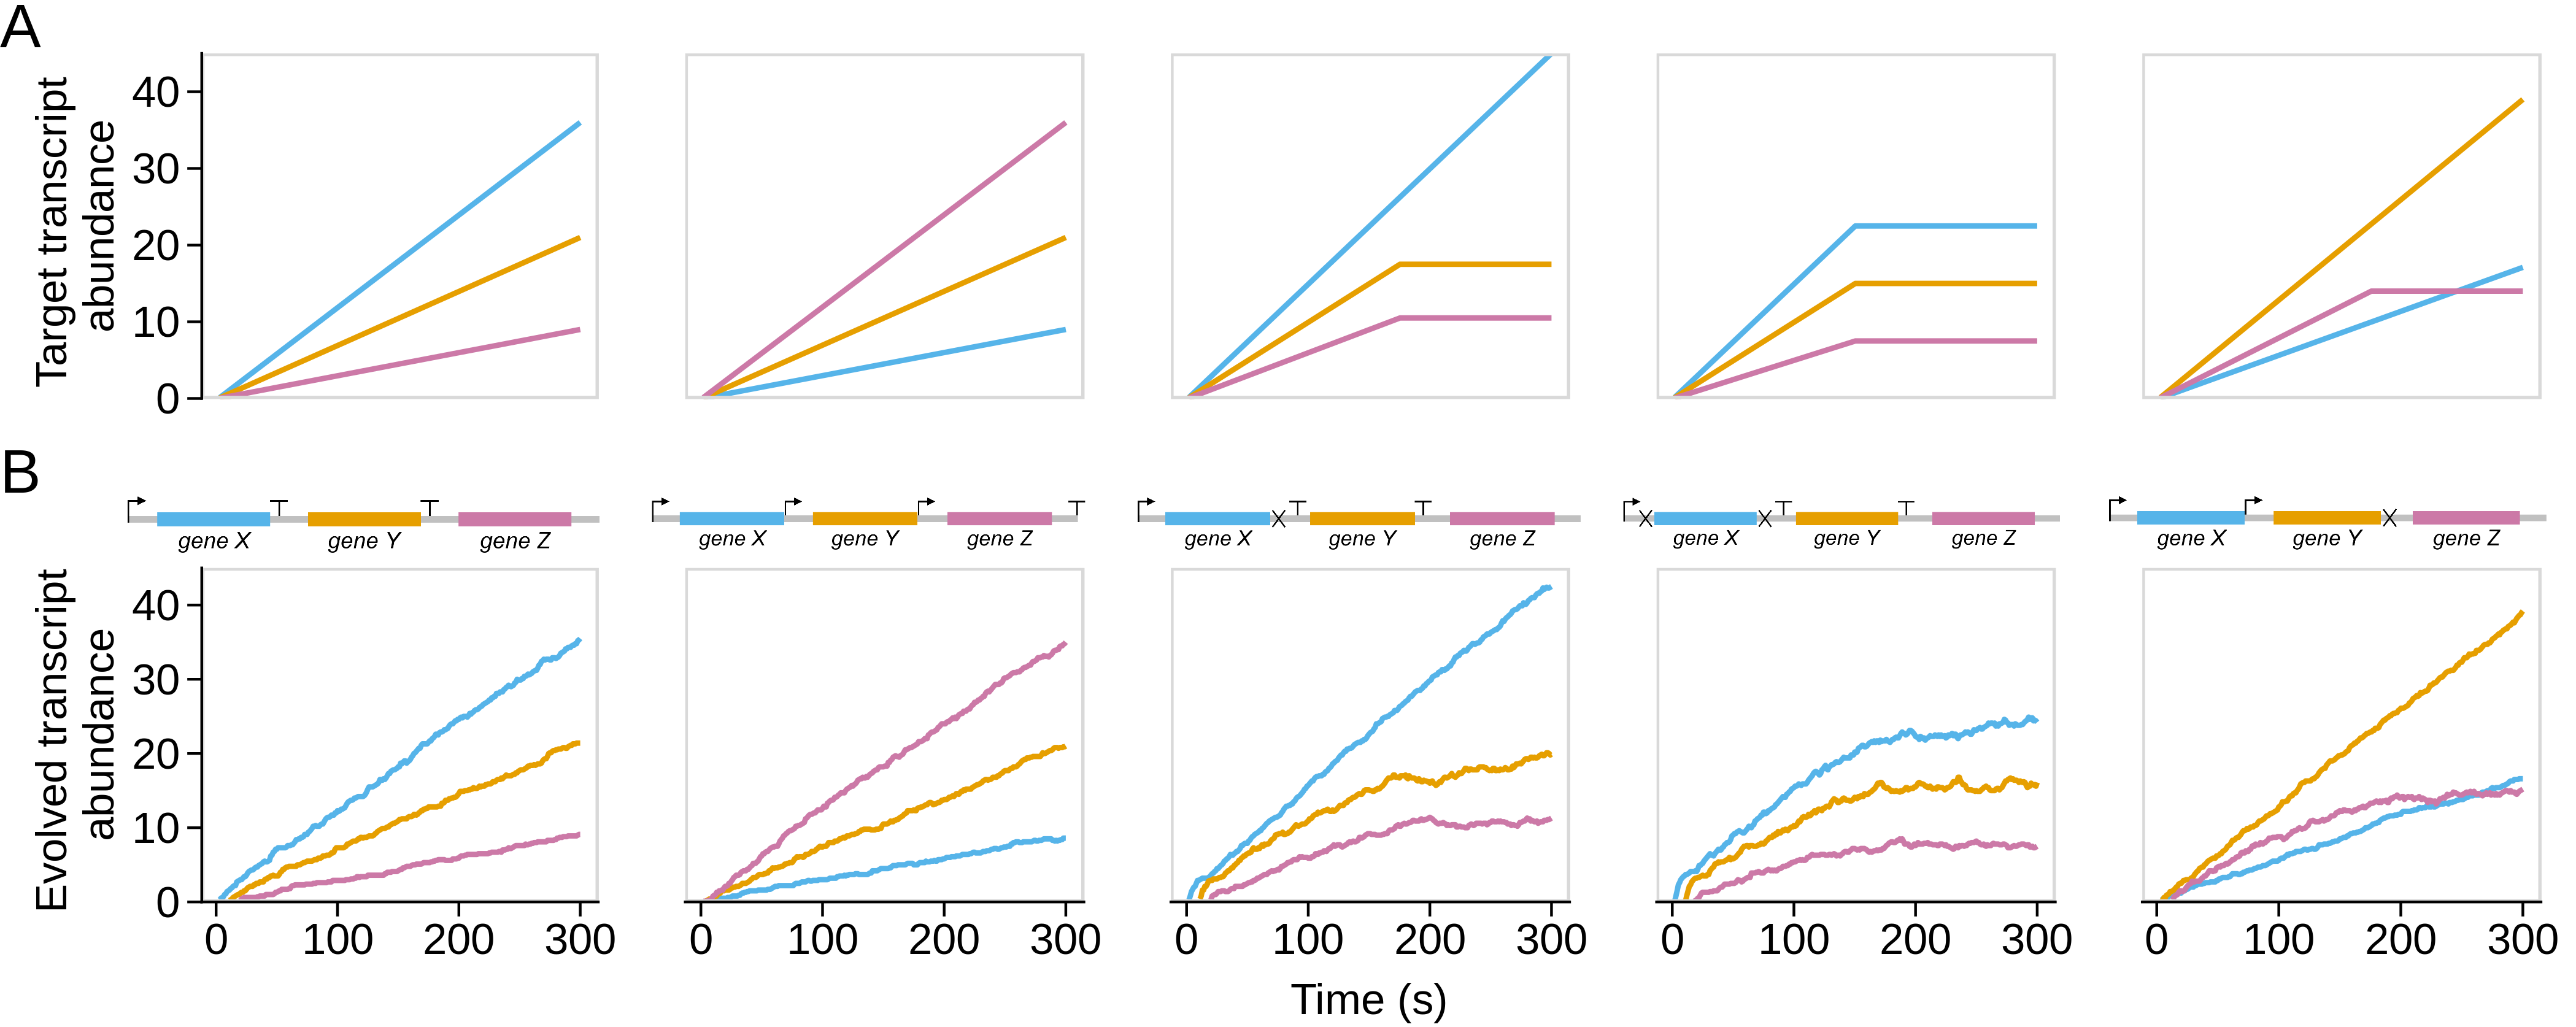 A
Target transcript
abundance
40
30
20
10
0
B
gene X gene Y gene Z
gene X gene Y gene Z
gene X gene Y gene Z
gene X gene Y gene Z
gene X gene Y gene Z
Evolved transcript
abundance
40
30
20
10
0
0 100 200 300
0 100 200 300
0 100 200 300
0 100 200 300
0 100 200 300
Time (s)